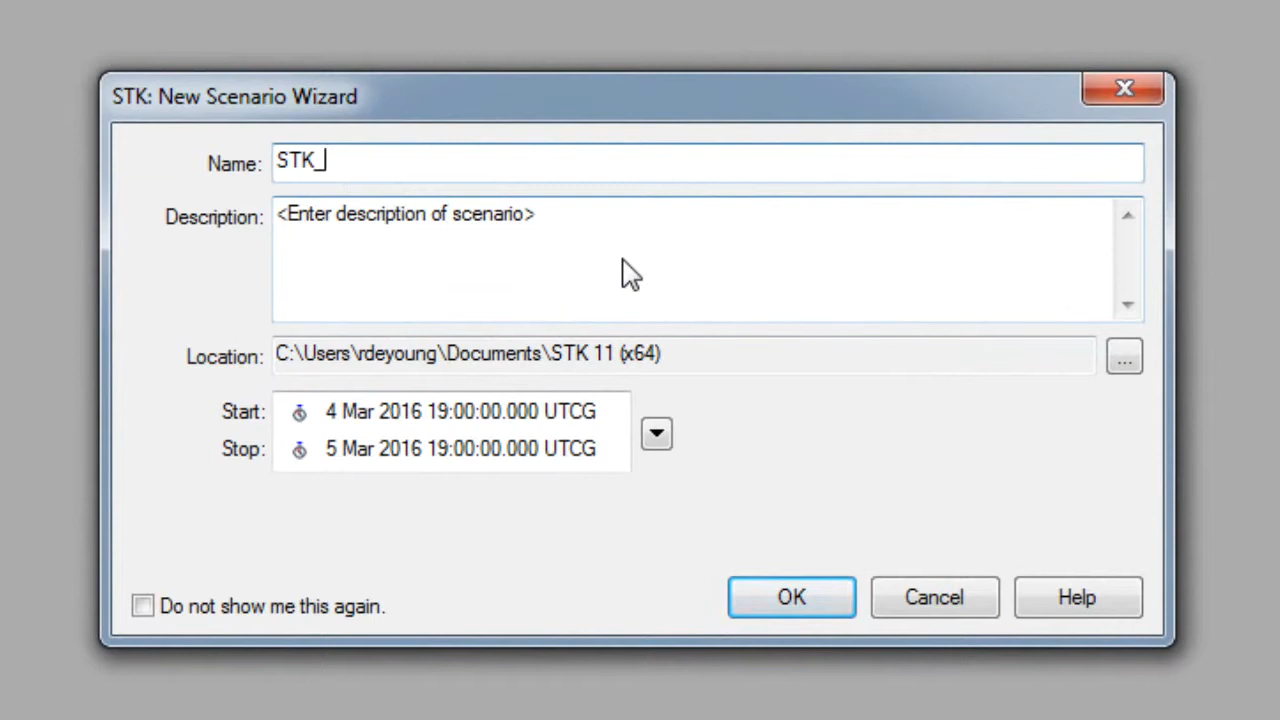 STK: New Scenario Wizard
Name: STK_
Description: <Enter description of scenario>
Location: C:\Users\rdeyoung\Documents\STK 11 (x64) ...
Start: 4 Mar 2016 19:00:00.000 UTCG
Stop: 5 Mar 2016 19:00:00.000 UTCG
Do not show me this again. OK Cancel Help